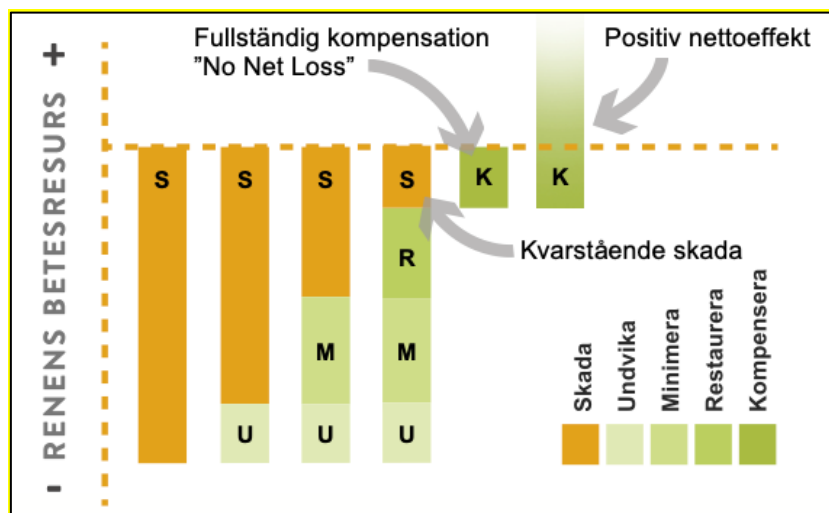 Fullständig kompensation
”No Net Loss”
Positiv nettoeffekt
- RENENS BETESRESURS +
S
S
S
S
K
K
R
Kvarstående skada
M
M
U
U
U
Skada
Undvika
Minimera
Restaurera
Kompensera